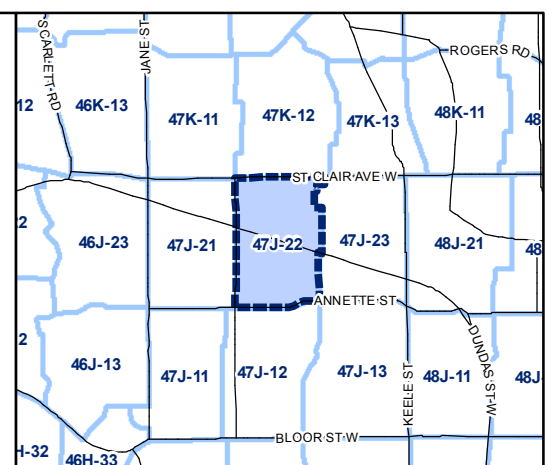 SCARLETT RD
JANE ST
ROGERS RD
12
46K-13
47K-11
47K-12
47K-13
48K-11
48
ST CLAIR AVE W
2
46J-23
47J-21
47J-22
47J-23
48J-21
48
ANNETTE ST
2
46J-13
47J-11
47J-12
47J-13
KEELE ST
48J-11
DUNDAS ST W
48J
BLOOR ST W
H-32
46H-33